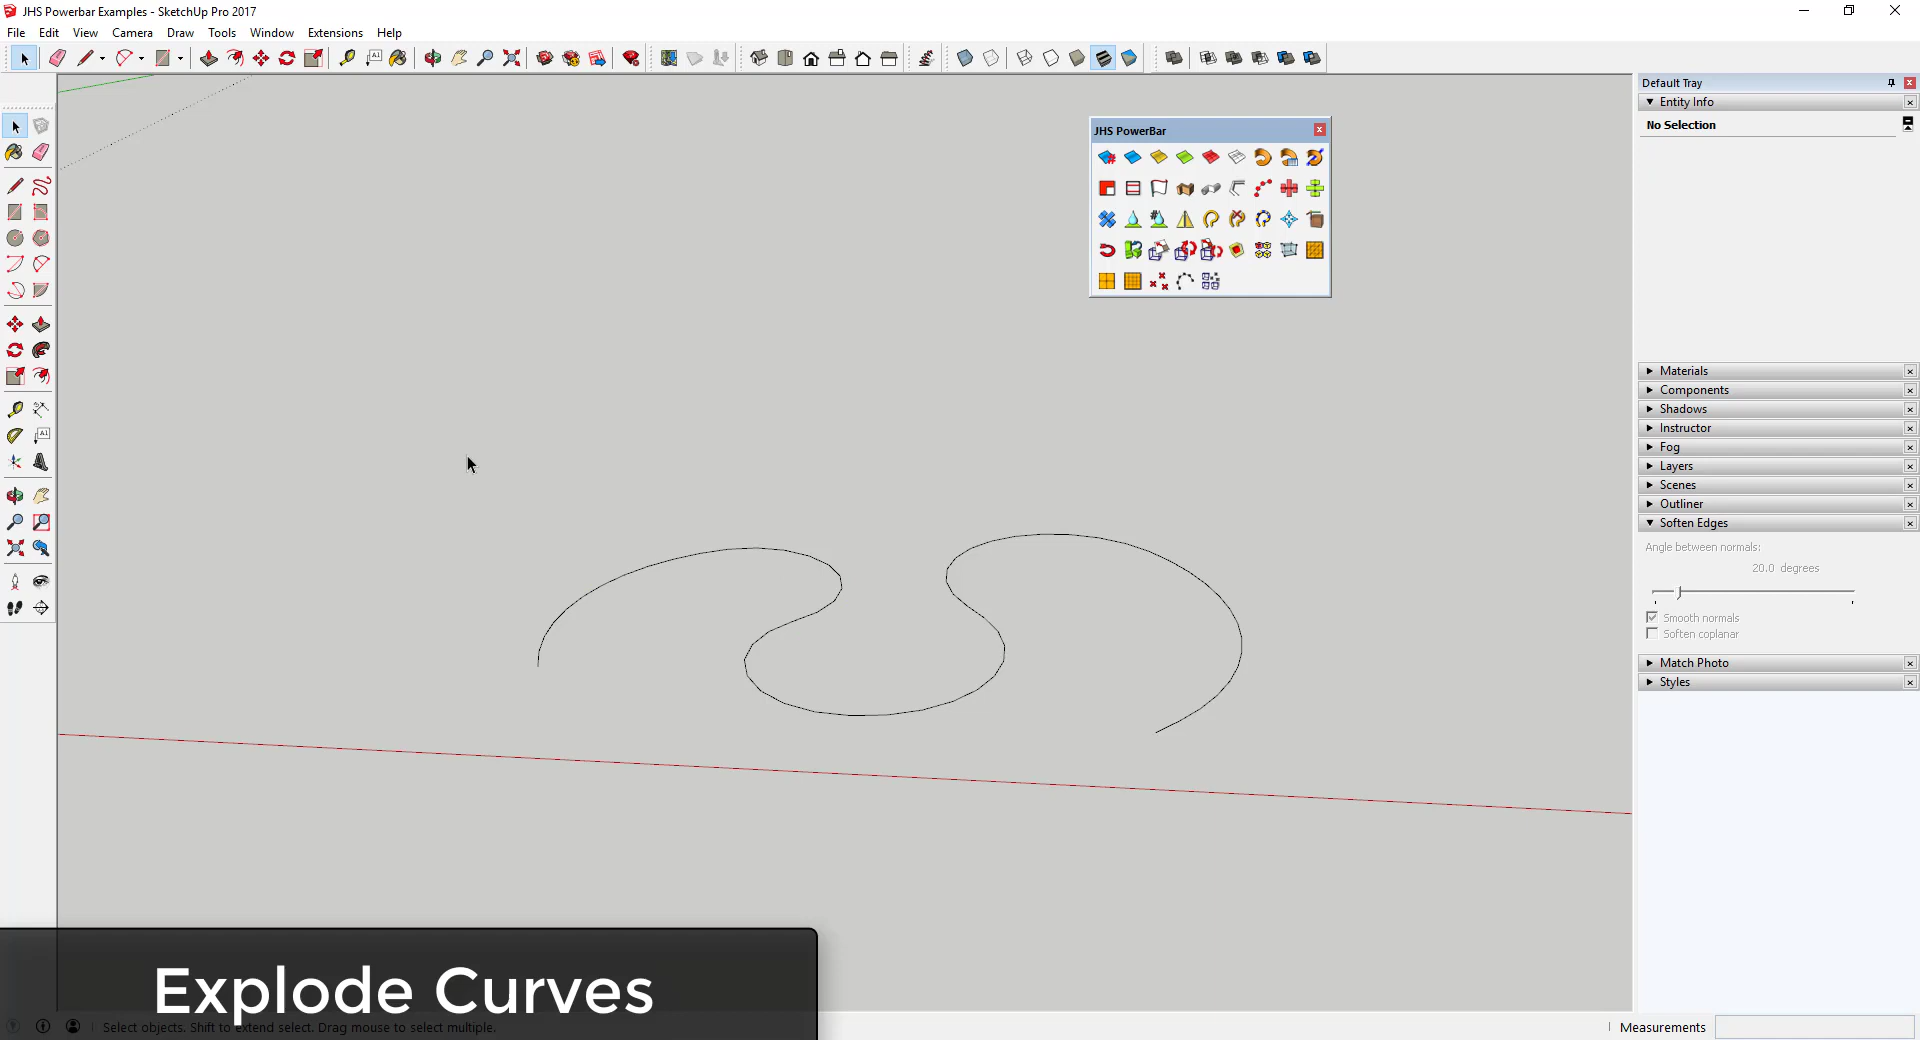 JHS Powerbar Examples - SketchUp Pro 2017
File Edit View Camera Draw Tools Window Extensions Help
Default Tray
Entity Info
No Selection
JHS PowerBar
Materials
Components
Shadows
Instructor
Fog
Layers
Scenes
Outliner
Soften Edges
Angle between normals:
20.0 degrees
Smooth normals
Soften coplanar
Match Photo
Styles
Explode Curves
Select objects. Shift to extend select. Drag mouse to select multiple.
Measurements